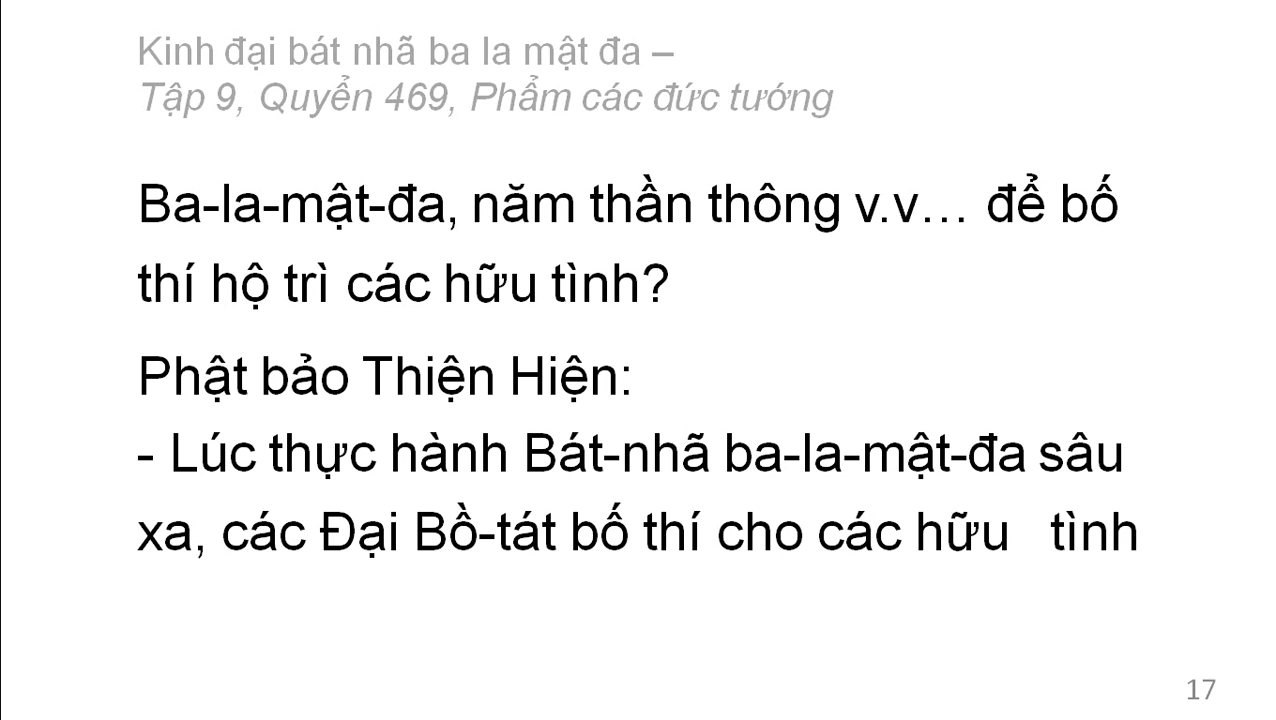 Kinh đại bát nhã ba la mật đa –
Tập 9, Quyển 469, Phẩm các đức tướng
Ba-la-mật-đa, năm thần thông v.v… để bố
thí hộ trì các hữu tình?
Phật bảo Thiện Hiện:
- Lúc thực hành Bát-nhã ba-la-mật-đa sâu
xa, các Đại Bồ-tát bố thí cho các hữu tình
17